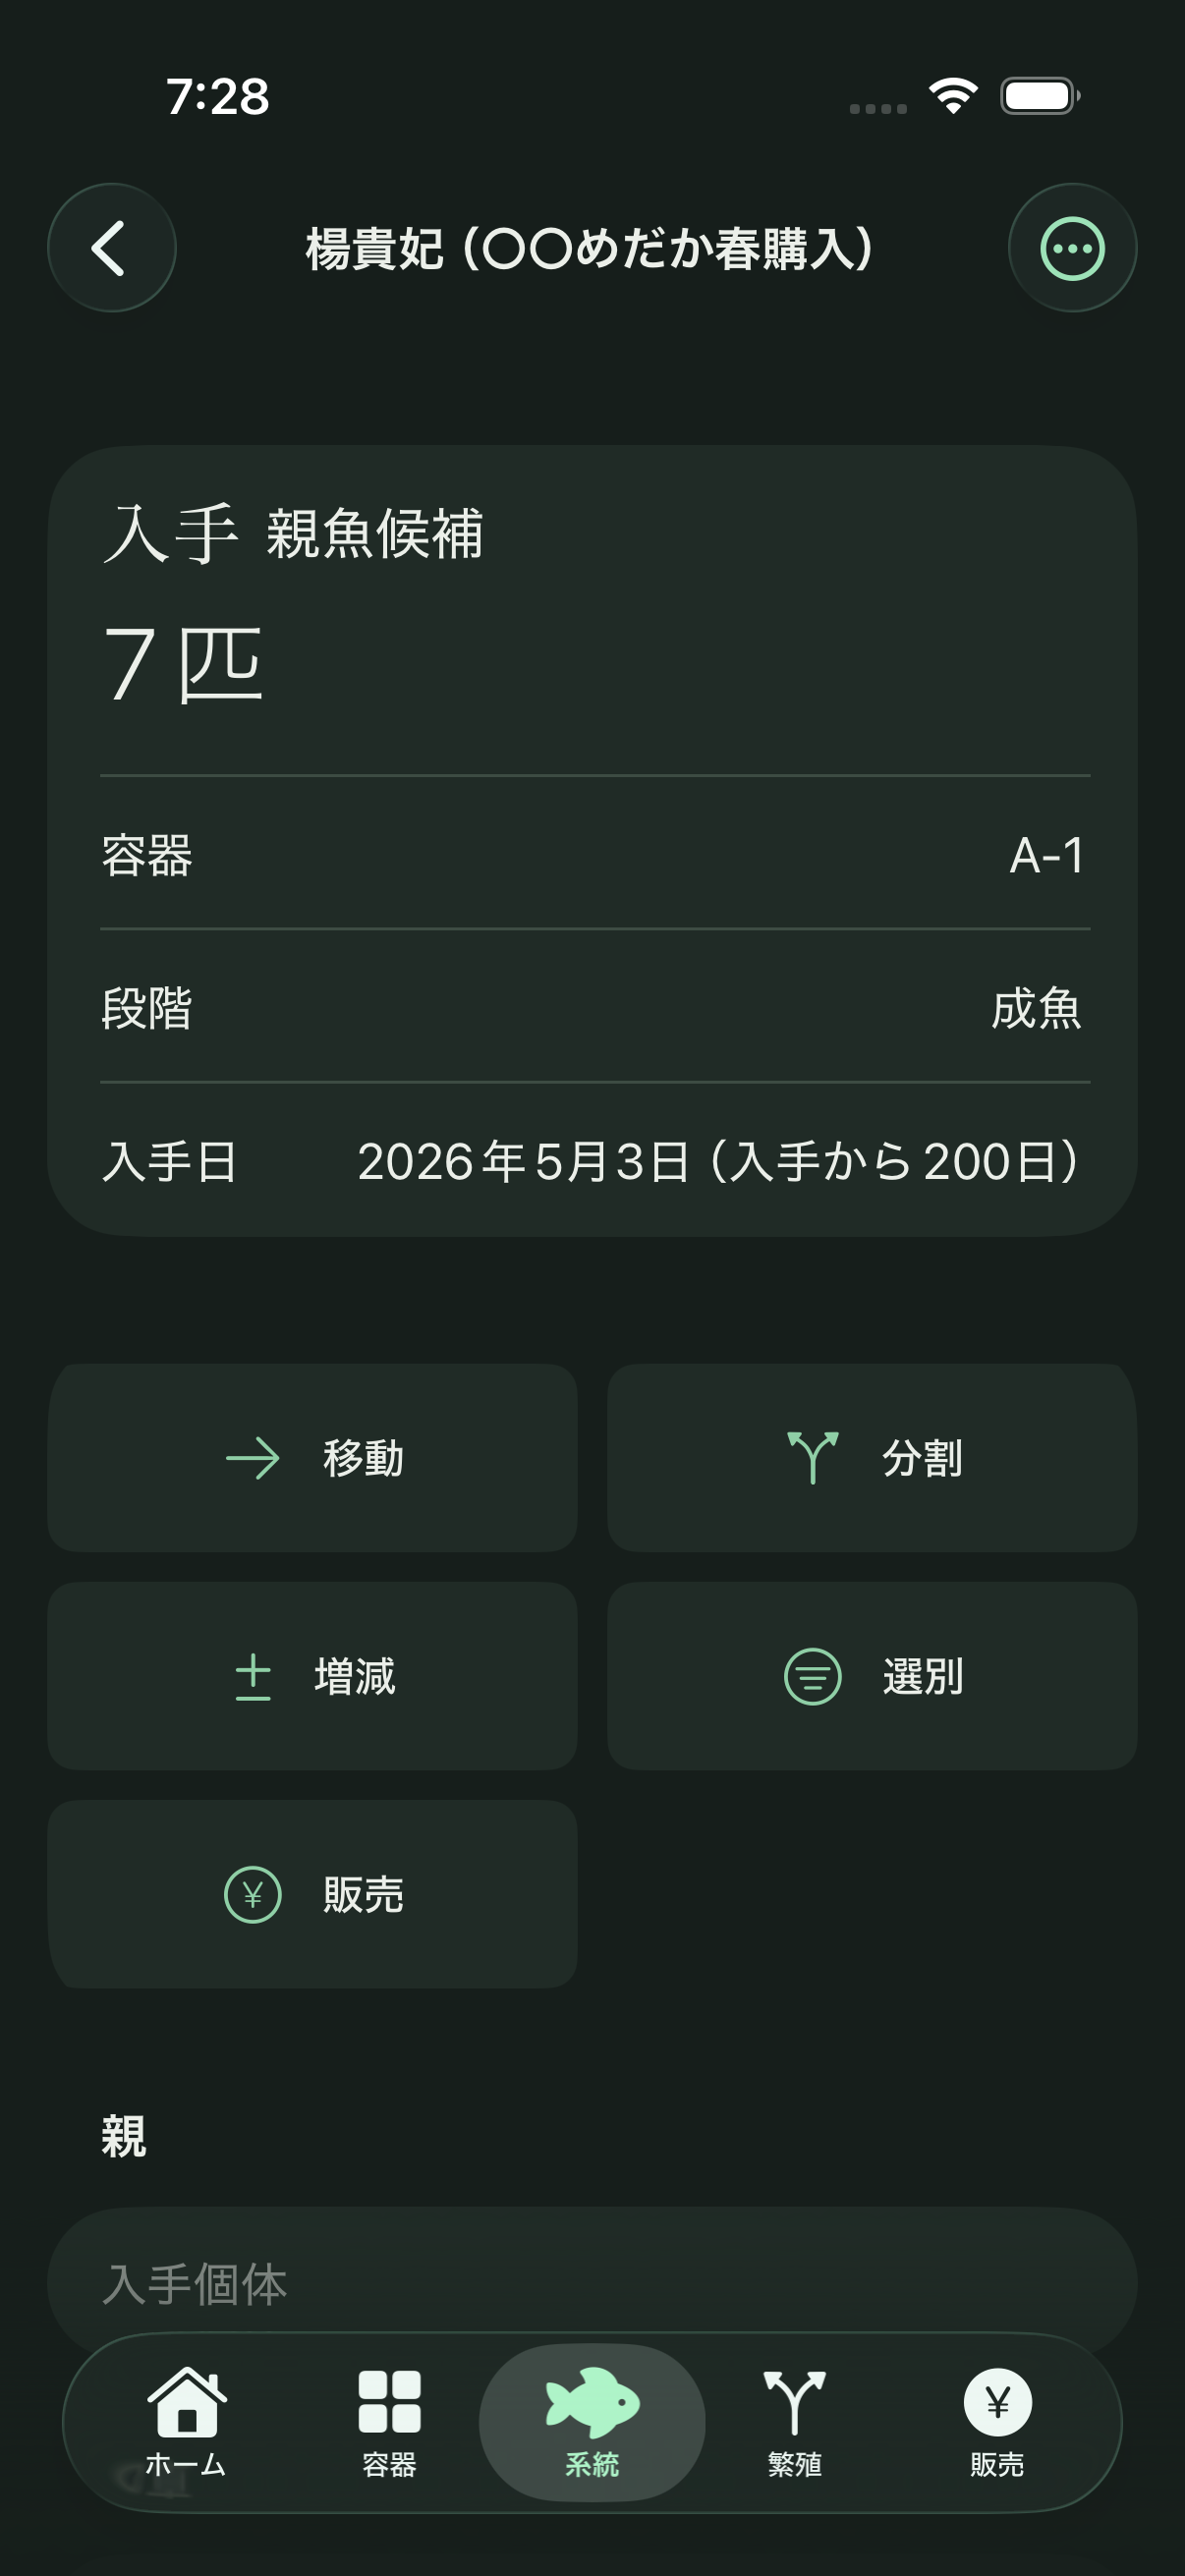 7:28
楊貴妃（〇〇めだか春購入）
入手 親魚候補
7 匹
容器 A-1
段階 成魚
入手日 2026年5月3日（入手から200日）
移動 分割
増減 選別
販売
親
入手個体
ホーム 容器 系統 繁殖 販売